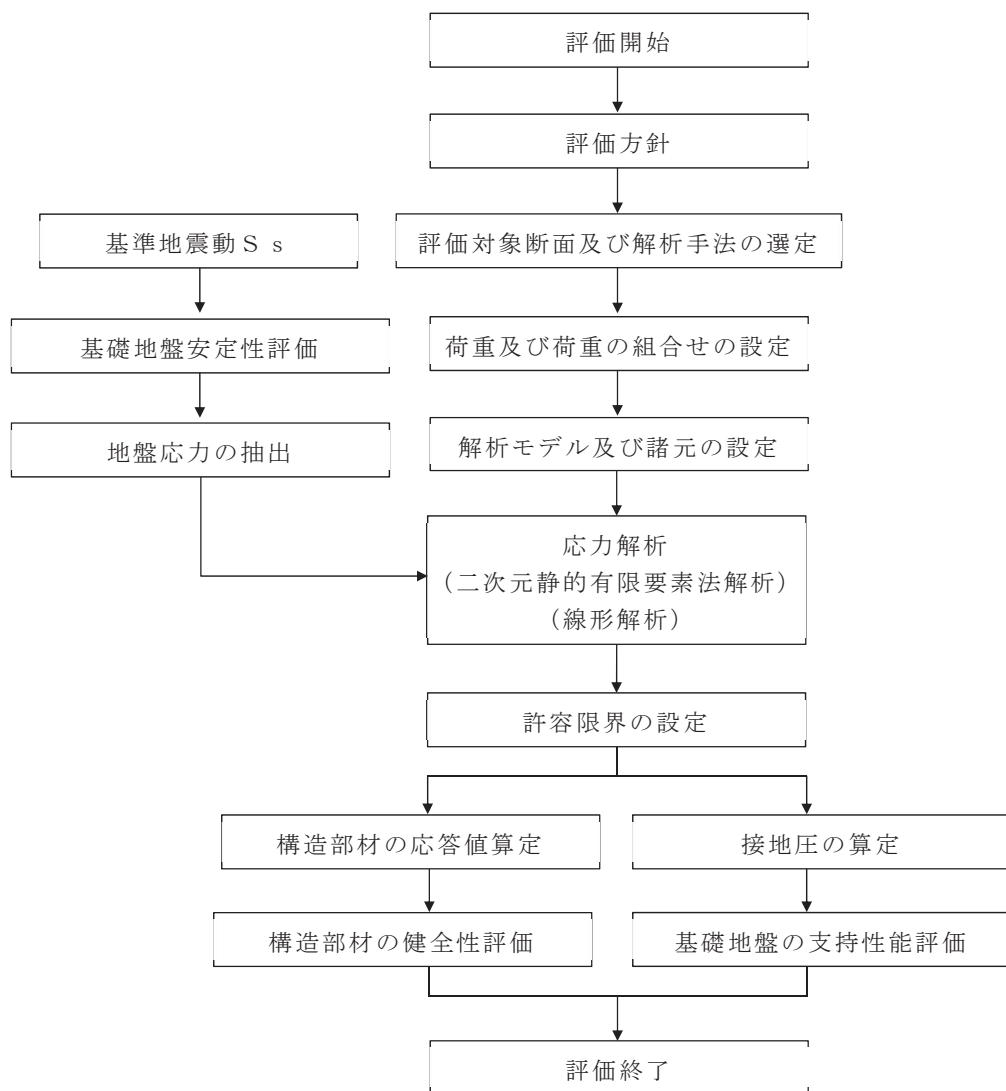 評価開始
評価方針
基準地震動Ｓｓ
評価対象断面及び解析手法の選定
基礎地盤安定性評価
荷重及び荷重の組合せの設定
地盤応力の抽出
解析モデル及び諸元の設定
応力解析
（二次元静的有限要素法解析）
（線形解析）
許容限界の設定
構造部材の応答値算定
接地圧の算定
構造部材の健全性評価
基礎地盤の支持性能評価
評価終了